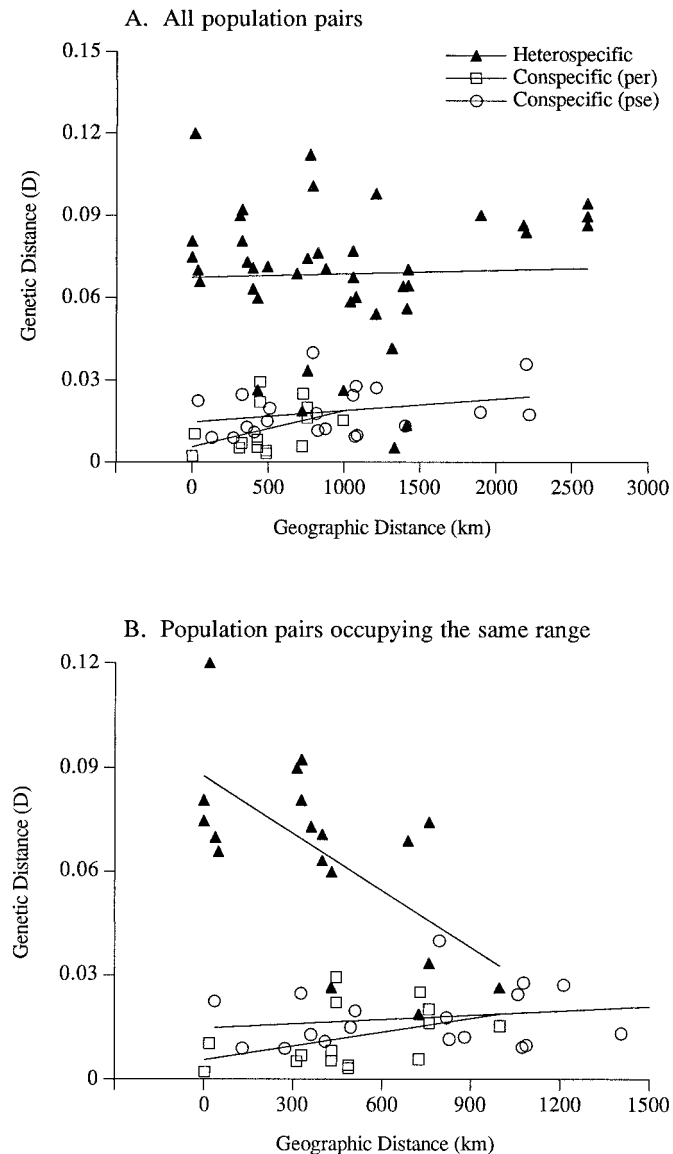 A. All population pairs
0.15
0.12
0.09
0.06
0.03
0
Genetic Distance (D)
Heterospecific
Conspecific (per)
Conspecific (pse)
0 500 1000 1500 2000 2500 3000
Geographic Distance (km)
B. Population pairs occupying the same range
0.12
0.09
0.06
0.03
0
Genetic Distance (D)
0 300 600 900 1200 1500
Geographic Distance (km)